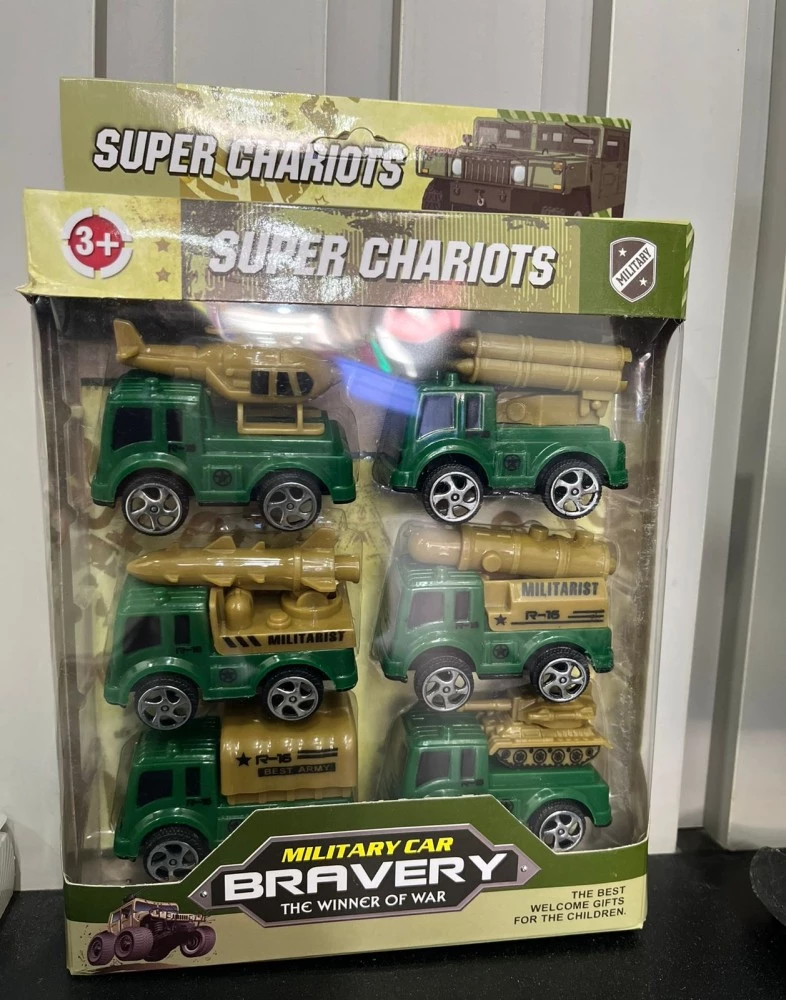 SUPER CHARIOTS
3+
SUPER CHARIOTS
MILITARY
R-16
MILITARIST
MILITARIST
R-16
R-16
BEST ARMY
MILITARY CAR
BRAVERY
THE WINNER OF WAR
THE BEST
WELCOME GIFTS
FOR THE CHILDREN.